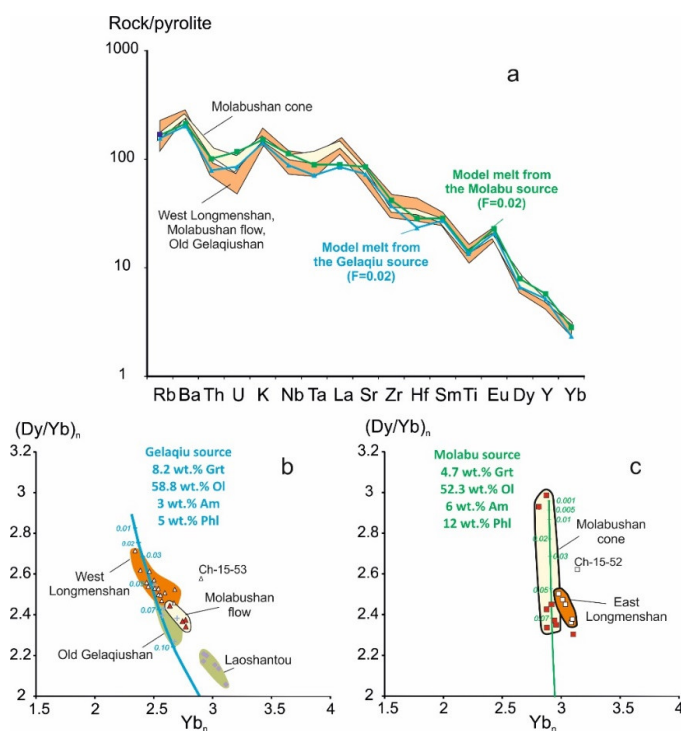 Rock/pyrolite
a
1000
100
10
1
Molabushan cone
West Longmenshan,
Molabushan flow,
Old Gelaqiushan
Model melt from
the Molabu source
(F=0.02)
Model melt from
the Gelaqiu source
(F=0.02)
Rb Ba Th U K Nb Ta La Sr Zr Hf Sm Ti Eu Dy Y Yb
(Dy/Yb)n
b
3.2
3
2.8
2.6
2.4
2.2
2
Gelaqiu source
8.2 wt.% Grt
58.8 wt.% Ol
3 wt.% Am
5 wt.% Phl
0.01
0.02
0.03
0.07
0.10
Ch-15-53
West
Longmenshan
Molabushan
flow
Old Gelaqiushan
Laoshantou
1.5 2 2.5 3 3.5 4
Ybn
(Dy/Yb)n
c
3.2
3
2.8
2.6
2.4
2.2
2
Molabu source
4.7 wt.% Grt
52.3 wt.% Ol
6 wt.% Am
12 wt.% Phl
0.001
0.005
0.01
0.02
0.03
0.05
0.07
Molabushan
cone
Ch-15-52
East
Longmenshan
1.5 2 2.5 3 3.5 4
Ybn